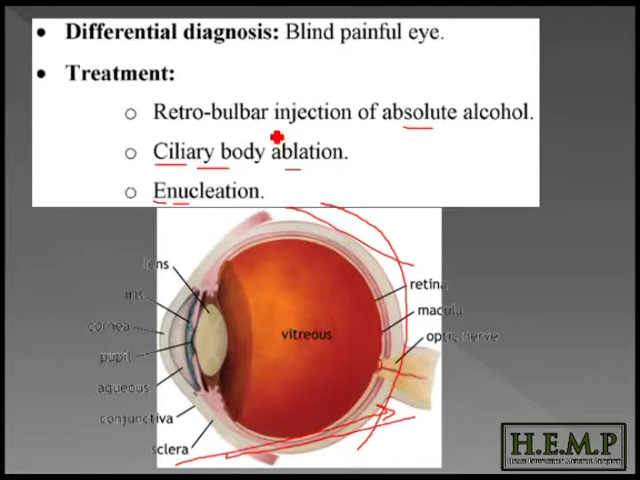 • Differential diagnosis: Blind painful eye.
• Treatment:
o Retro-bulbar injection of absolute alcohol.
o Ciliary body ablation.
o Enucleation.
lens
iris
cornea
pupil
aqueous
conjunctiva
sclera
vitreous
retina
macula
optic nerve
H.E.M.P